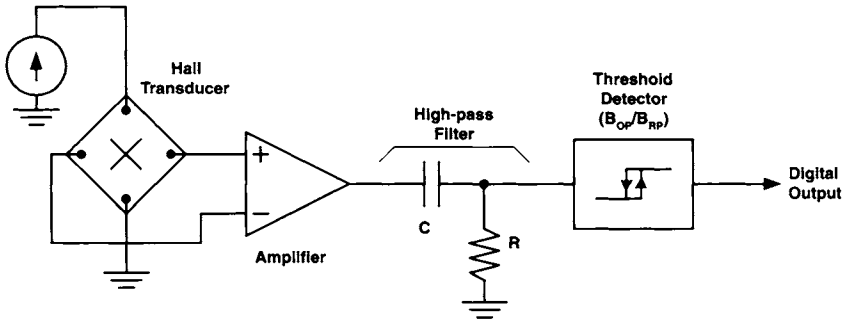 Hall
Transducer
+
−
Amplifier
High-pass
Filter
C
R
Threshold
Detector
(B_OP/B_RP)
Digital
Output